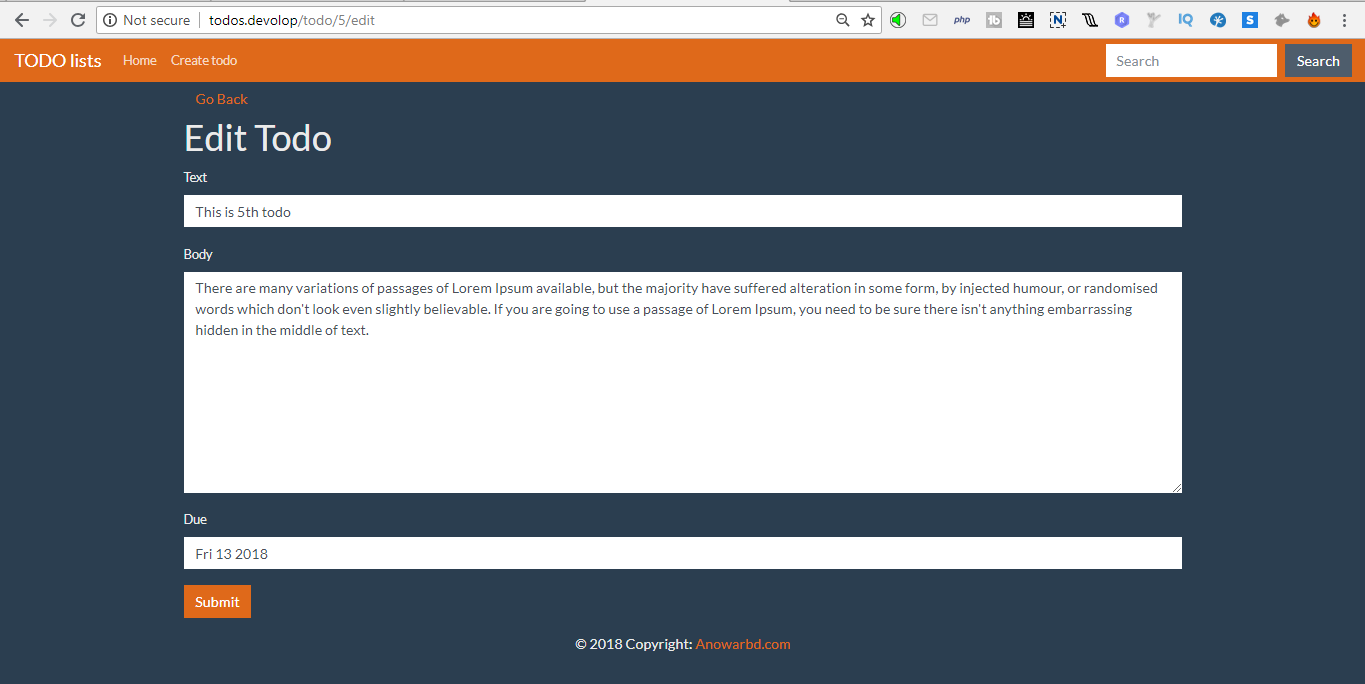 Not secure | todos.devolop/todo/5/edit
php
tb
N
R
IQ
S
TODO lists Home Create todo Search Search
Go Back
Edit Todo
Text
This is 5th todo
Body
There are many variations of passages of Lorem Ipsum available, but the majority have suffered alteration in some form, by injected humour, or randomised
words which don't look even slightly believable. If you are going to use a passage of Lorem Ipsum, you need to be sure there isn't anything embarrassing
hidden in the middle of text.
Due
Fri 13 2018
Submit
© 2018 Copyright: Anowarbd.com